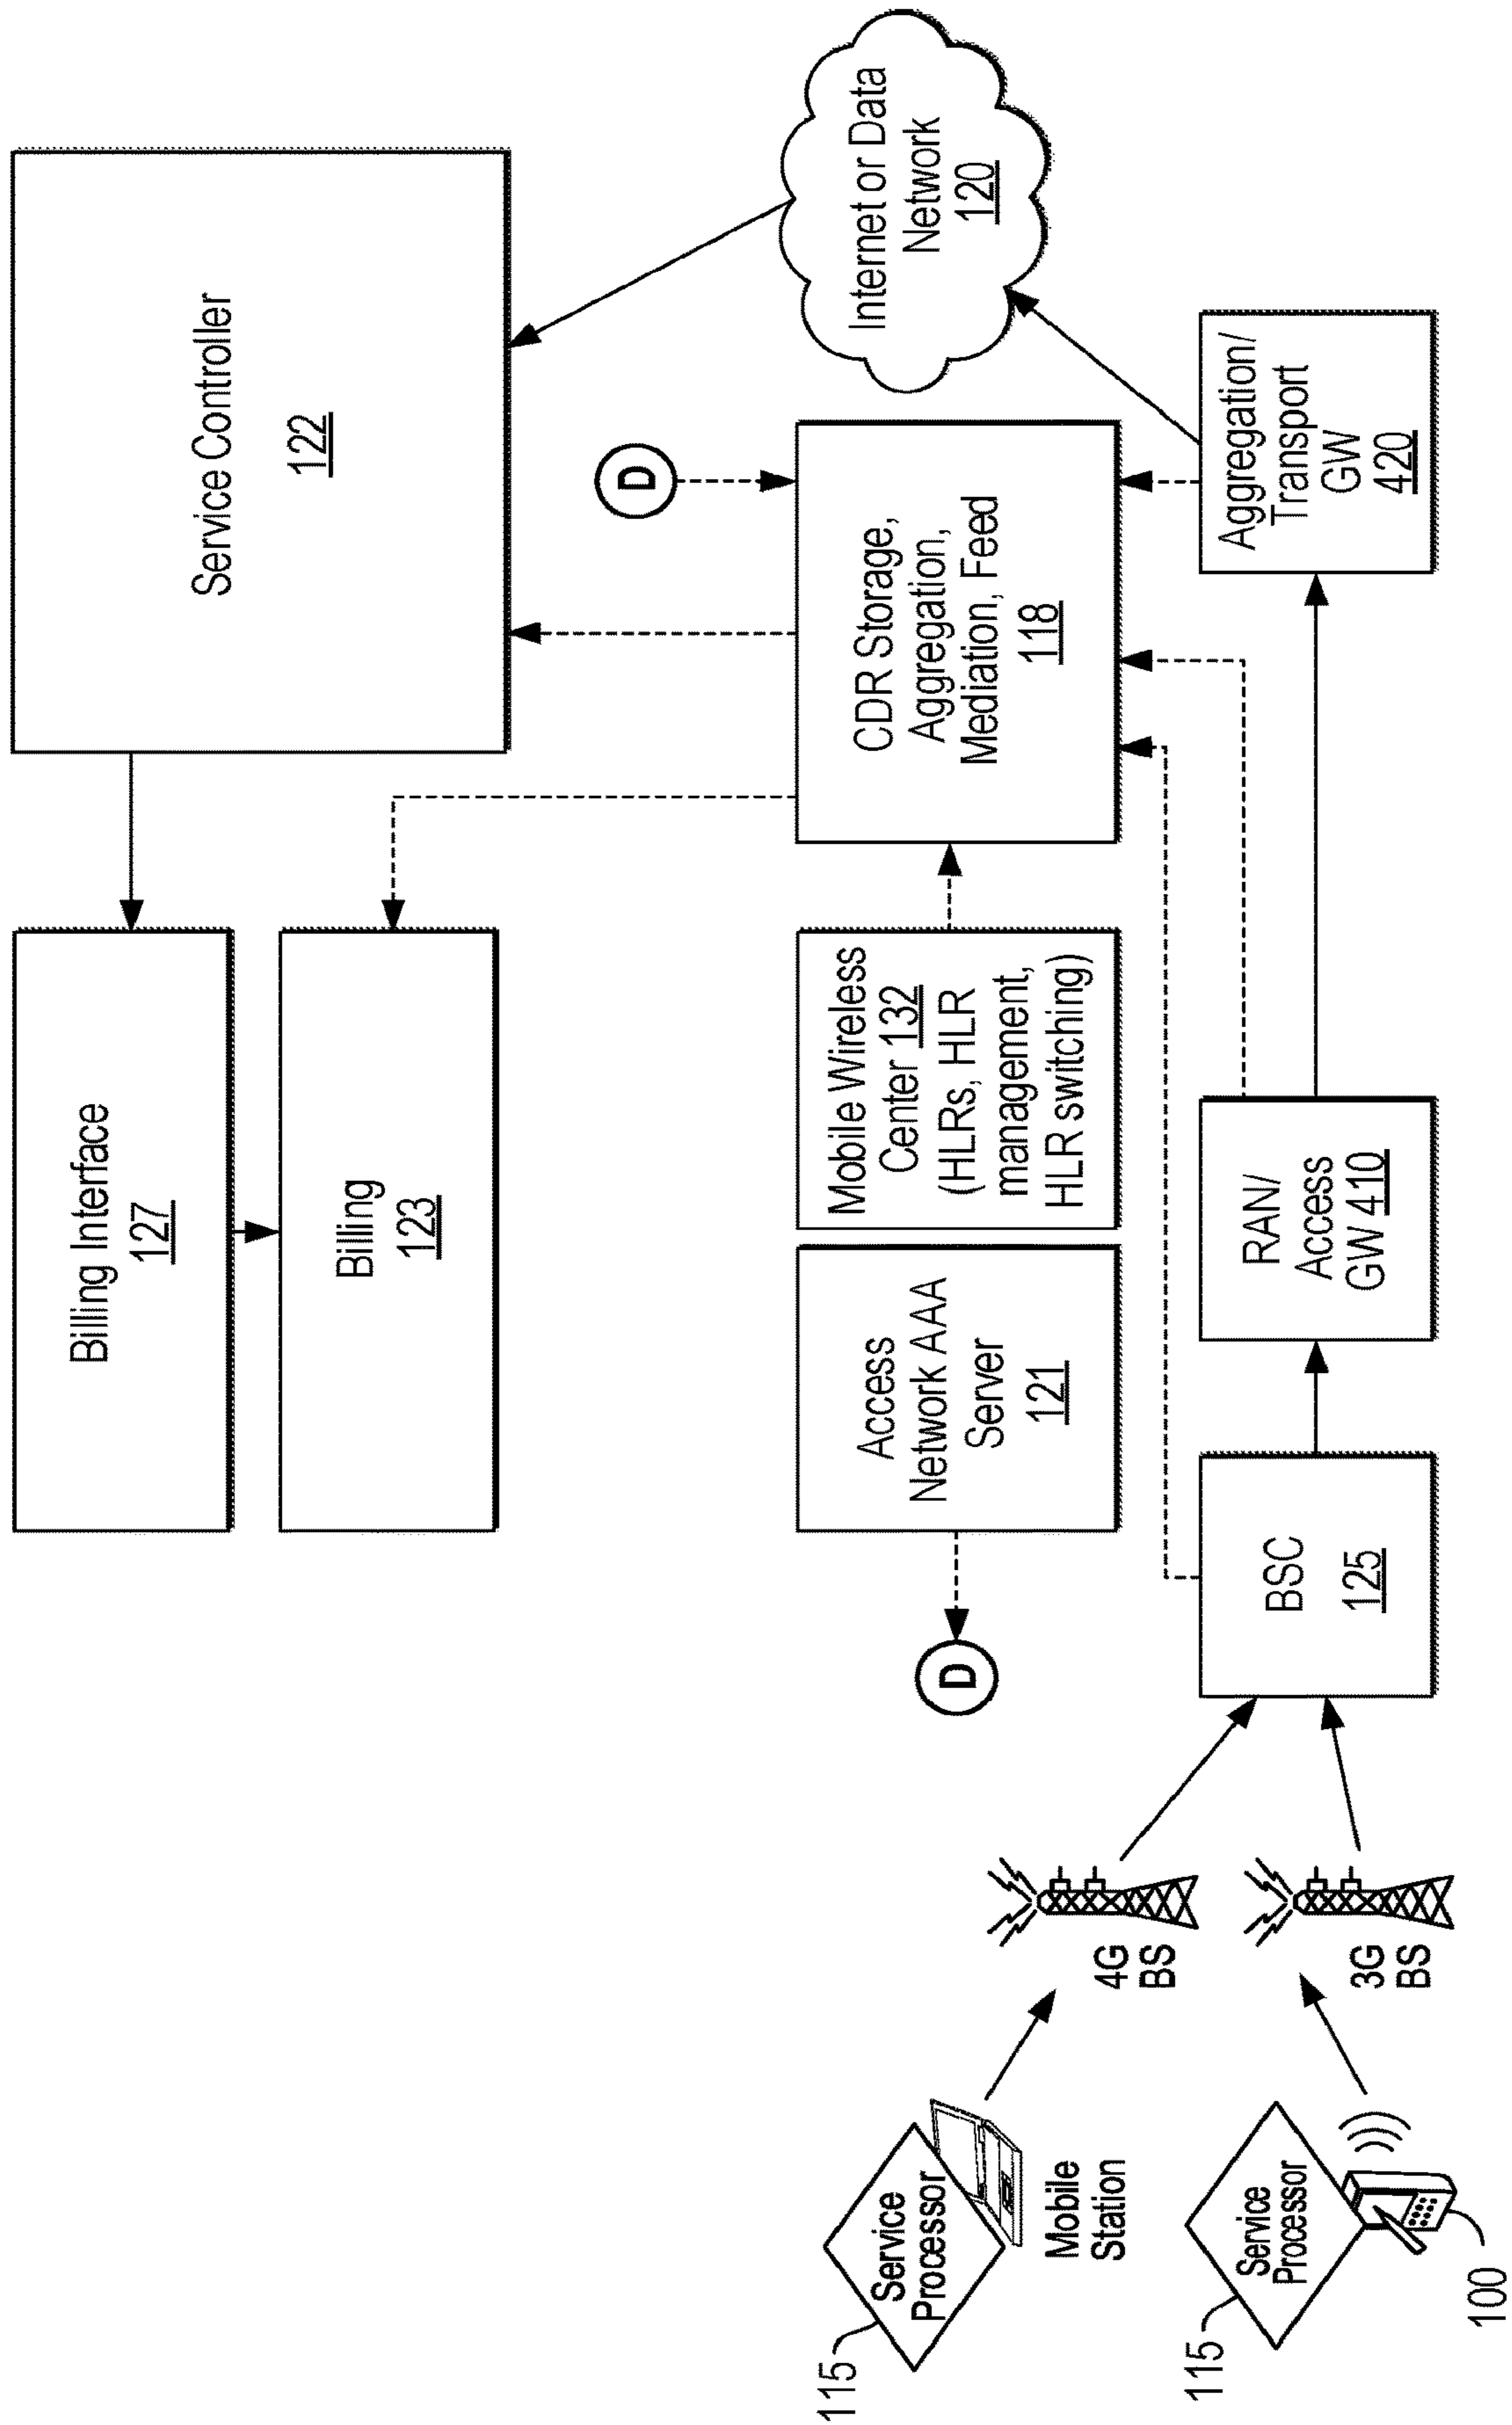 Billing Interface
127
Billing
123
Service Controller
122
Access
Network AAA
Server
121
Mobile Wireless
Center 132
(HLRs, HLR
management,
HLR switching)
CDR Storage,
Aggregation,
Mediation, Feed
118
D
D
Internet or Data
Network
120
115
Service
Processor
Mobile
Station
4G
BS
115
Service
Processor
100
3G
BS
BSC
125
RAN/
Access
GW 410
Aggregation/
Transport
GW
420